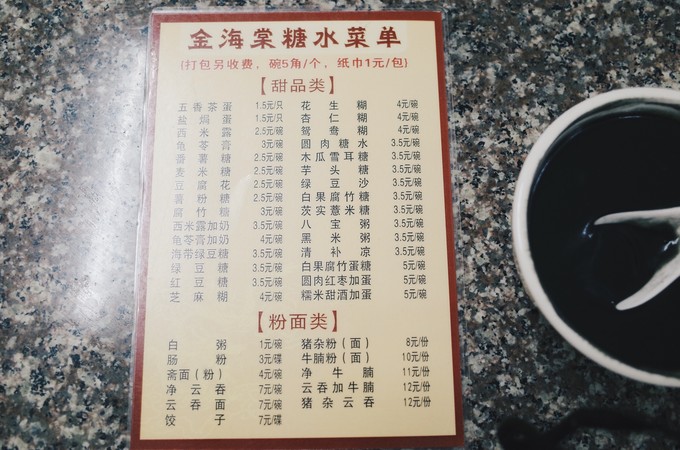 金海棠糖水菜单
(打包另收费，碗5角/个，纸巾1元/包)
【甜品类】
五香茶蛋 1.5元/只 花生糊 4元/碗
盐焗蛋 1.5元/只 杏仁糊 4元/碗
西米露 2.5元/碗 鸳鸯糊 4元/碗
龟苓膏 3元/碗 圆肉糖水 3.5元/碗
番薯糖 2.5元/碗 木瓜雪耳糖 3.5元/碗
麦米糖 2.5元/碗 芋头糖 3.5元/碗
豆腐花 2.5元/碗 绿豆沙 3.5元/碗
薯粉糖 2.5元/碗 白果腐竹糖 3.5元/碗
腐竹糖 3元/碗 茨实薏米糖 3.5元/碗
西米露加奶 3.5元/碗 八宝粥 3.5元/碗
龟苓膏加奶 4元/碗 黑米粥 3.5元/碗
海带绿豆糖 3.5元/碗 清补凉 3.5元/碗
绿豆糖 3.5元/碗 白果腐竹蛋糖 5元/碗
红豆糖 3.5元/碗 圆肉红枣加蛋 5元/碗
芝麻糊 4元/碗 糯米甜酒加蛋 5元/碗
【粉面类】
白粥 1元/碗 猪杂粉(面) 8元/份
肠粉 3元/碟 牛腩粉(面) 10元/份
斋面(粉) 4元/碗 净牛腩 11元/份
净云吞 7元/碗 云吞加牛腩 12元/份
云吞面 7元/碗 猪杂云吞 12元/份
饺子 7元/碟